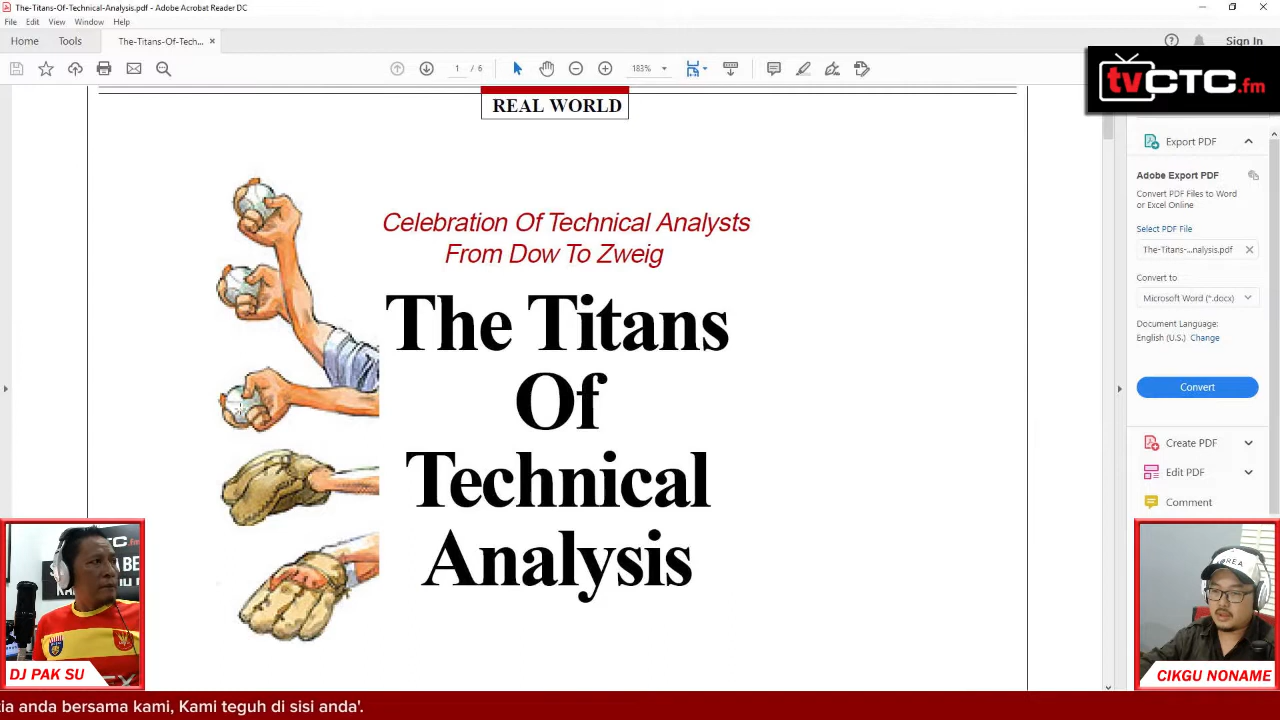 The-Titans-Of-Technical-Analysis.pdf - Adobe Acrobat Reader DC
File Edit View Window Help
Home Tools The-Titans-Of-Tech... × Sign In
1 / 6 183%
tvCTC.fm
REAL WORLD
Celebration Of Technical Analysts
From Dow To Zweig
The Titans
Of
Technical
Analysis
Export PDF
Adobe Export PDF
Convert PDF Files to Word
or Excel Online
Select PDF File
The-Titans-...nalysis.pdf
Convert to
Microsoft Word (*.docx)
Document Language:
English (U.S.) Change
Convert
Create PDF
Edit PDF
Comment
DJ PAK SU
CIKGU NONAME
tia anda bersama kami, Kami teguh di sisi anda'.